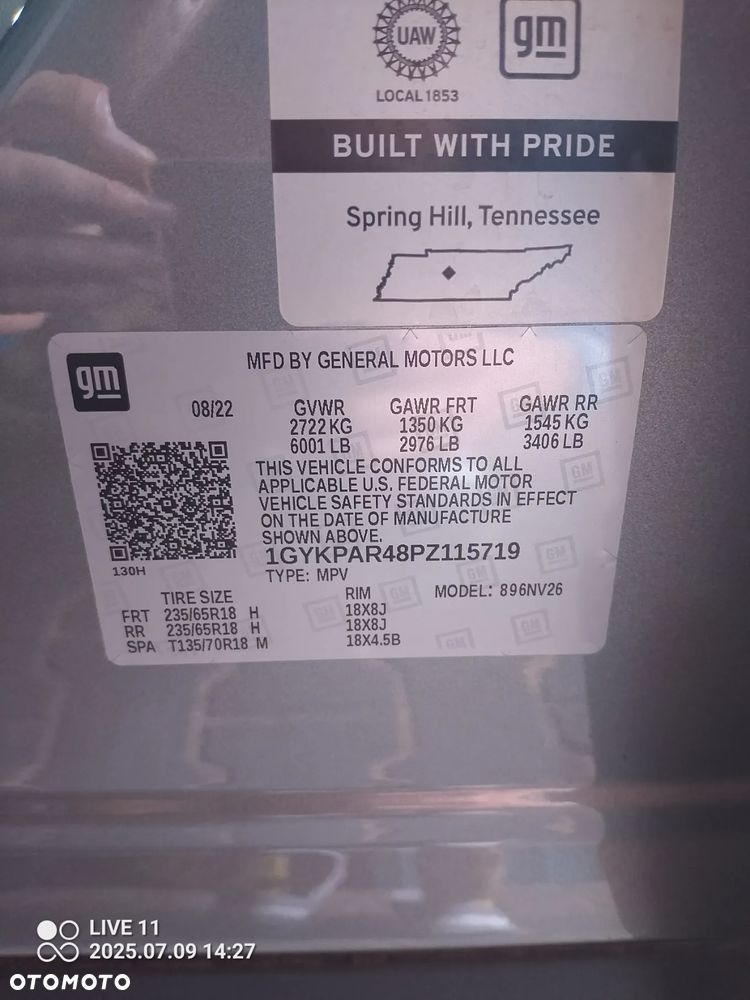 UAW
gm
LOCAL 1853
BUILT WITH PRIDE
Spring Hill, Tennessee
gm
MFD BY GENERAL MOTORS LLC
08/22 GVWR GAWR FRT GAWR RR
2722 KG 1350 KG 1545 KG
6001 LB 2976 LB 3406 LB
THIS VEHICLE CONFORMS TO ALL
APPLICABLE U.S. FEDERAL MOTOR
VEHICLE SAFETY STANDARDS IN EFFECT
ON THE DATE OF MANUFACTURE
SHOWN ABOVE.
1GYKPAR48PZ115719
130H TYPE: MPV
TIRE SIZE RIM MODEL: 896NV26
FRT 235/65R18 H 18X8J
RR 235/65R18 H 18X8J
SPA T135/70R18 M 18X4.5B
LIVE 11
2025.07.09 14:27
OTOMOTO